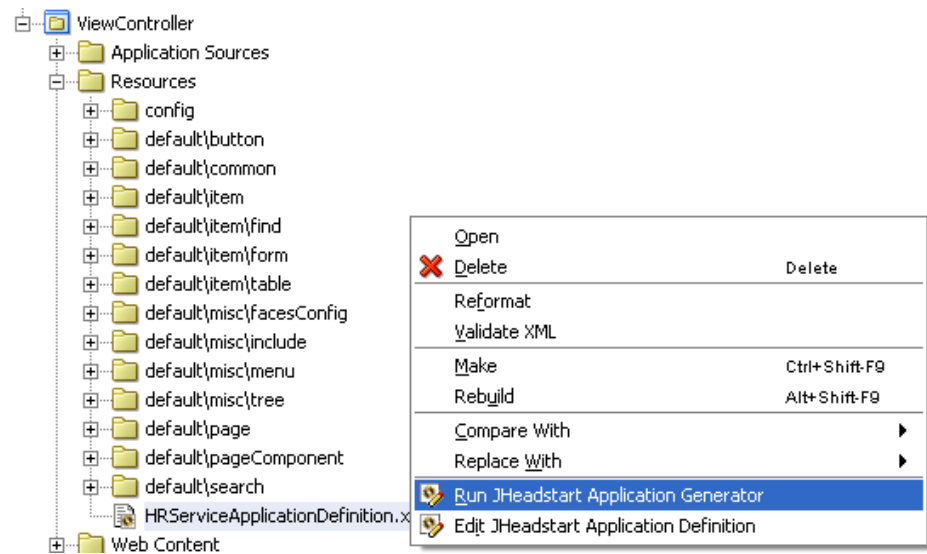 ViewController
Application Sources
Resources
config
default\button
default\common
default\item
default\item\find
default\item\form
default\item\table
default\misc\facesConfig
default\misc\include
default\misc\menu
default\misc\tree
default\page
default\pageComponent
default\search
HRServiceApplicationDefinition.x
Web Content
Open
Delete Delete
Reformat
Validate XML
Make Ctrl+Shift-F9
Rebuild Alt+Shift-F9
Compare With
Replace With
Run JHeadstart Application Generator
Edit JHeadstart Application Definition